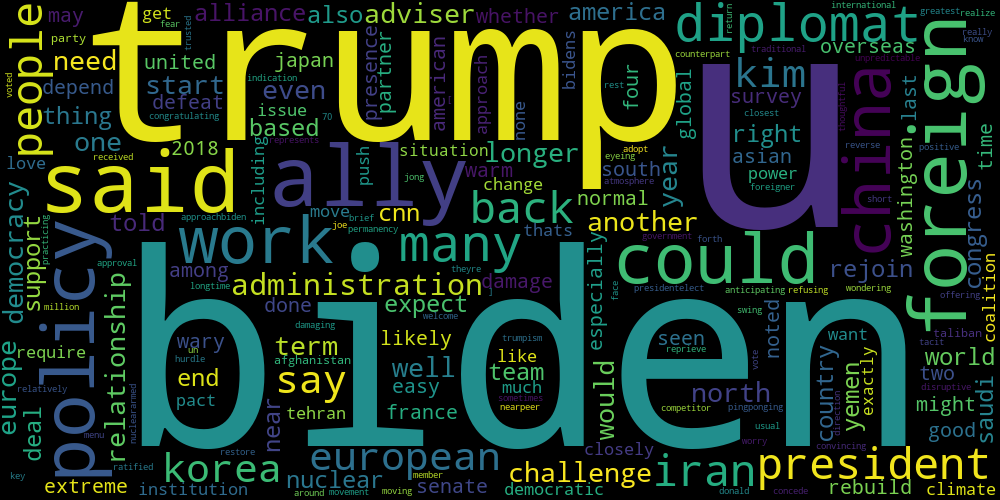 may get
alliance also adviser whether america diplomat
party
international greatest realize
really know return
people need trump
united japan even
overseas
voted
depend start defeat
presence partner american approach
bidens
four
global
kim survey
counterpart traditional unpredictable
fear trusted
indication 70 rest closest
congratulating
thing one 2018 issue based
none
right asian power
china last foreign
thoughtful reverse positive
love received represents
including push situation longer
adopt eyeing
south year
said ally
jong warm
normal
atmosphere
foreigner short
washington congress time
democracy support practicing
told approachbiden
move brief cnn change
joe permanency
thats another
u
policy work. many back could
government forth
rejoin
approval
among administration
theyre
damage
especially
presidentelect anticipating refusing wondering offering
coalition
million longtime
done expect
face
swing
noted
taliban
europe deal require relationship
wary un hurdle pact
term afghanistan
damaging welcome
likely
trumpism
seen reprieve
want
tacit
world
country yemen exactly
end say well easy
like team much
sometimes nearpeer
would
vote
north
competitor pingponging
direction
disruptive
two might
saudi
relatively nucleararmed
near tehran france
biden
usual
worry
good
menu
ratified restore
korea european
closely
convincing
president
extreme institution nuclear
member
senate
challenge
iran
rebuild climate
key
around movement moving
democratic
donald concede